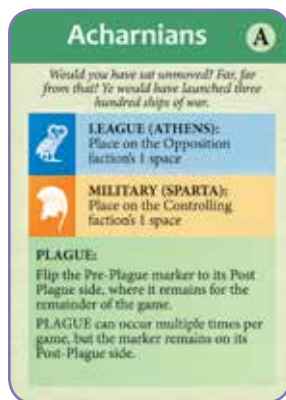 Acharnians
A
Would you have sat unmoved? Far, far
from that! Ye would have launched three
hundred ships of war.
LEAGUE (ATHENS):
Place on the Opposition
faction's 1 space
MILITARY (SPARTA):
Place on the Controlling
faction's 1 space
PLAGUE:
Flip the Pre-Plague marker to its Post
Plague side, where it remains for the
remainder of the game.
PLAGUE can occur multiple times per
game, but the marker remains on its
Post-Plague side.